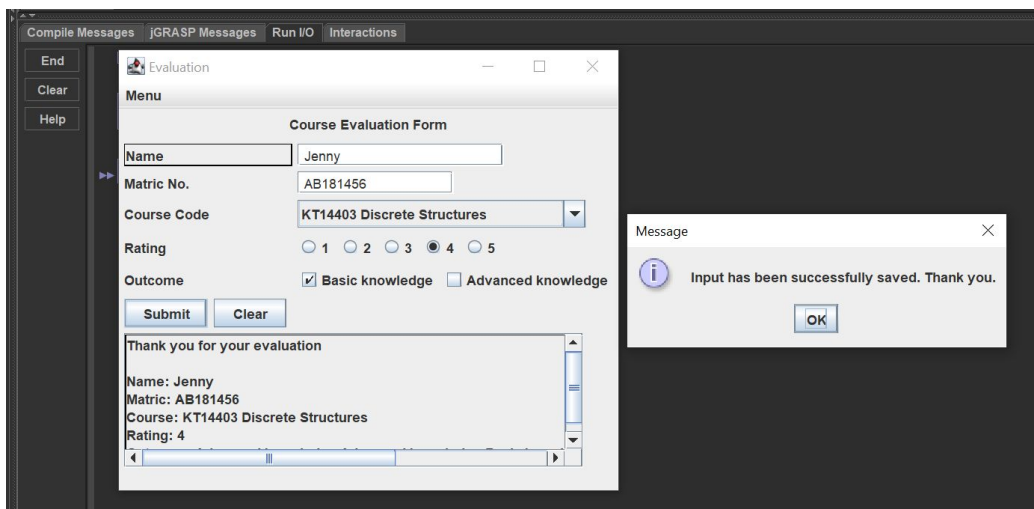 Compile Messages jGRASP Messages Run I/O Interactions
End
Clear
Help
Evaluation
Menu
Course Evaluation Form
Name Jenny
Matric No. AB181456
Course Code KT14403 Discrete Structures
Rating 1 2 3 4 5
Outcome Basic knowledge Advanced knowledge
Submit Clear
Thank you for your evaluation
Name: Jenny
Matric: AB181456
Course: KT14403 Discrete Structures
Rating: 4
Message
Input has been successfully saved. Thank you.
OK